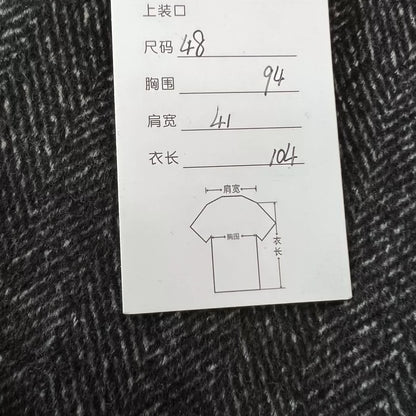 上装口
尺码 48
胸围 94
肩宽 41
衣长 104
肩宽
胸围
衣长